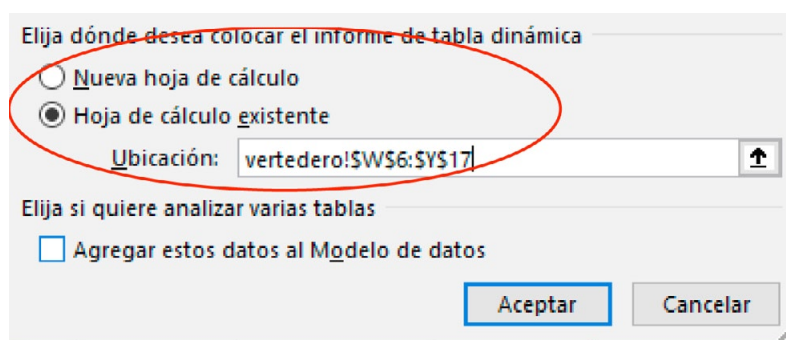 Elija dónde desea colocar el informe de tabla dinámica
Nueva hoja de cálculo
Hoja de cálculo existente
Ubicación: vertedero!$W$6:$Y$17
Elija si quiere analizar varias tablas
Agregar estos datos al Modelo de datos
Aceptar Cancelar